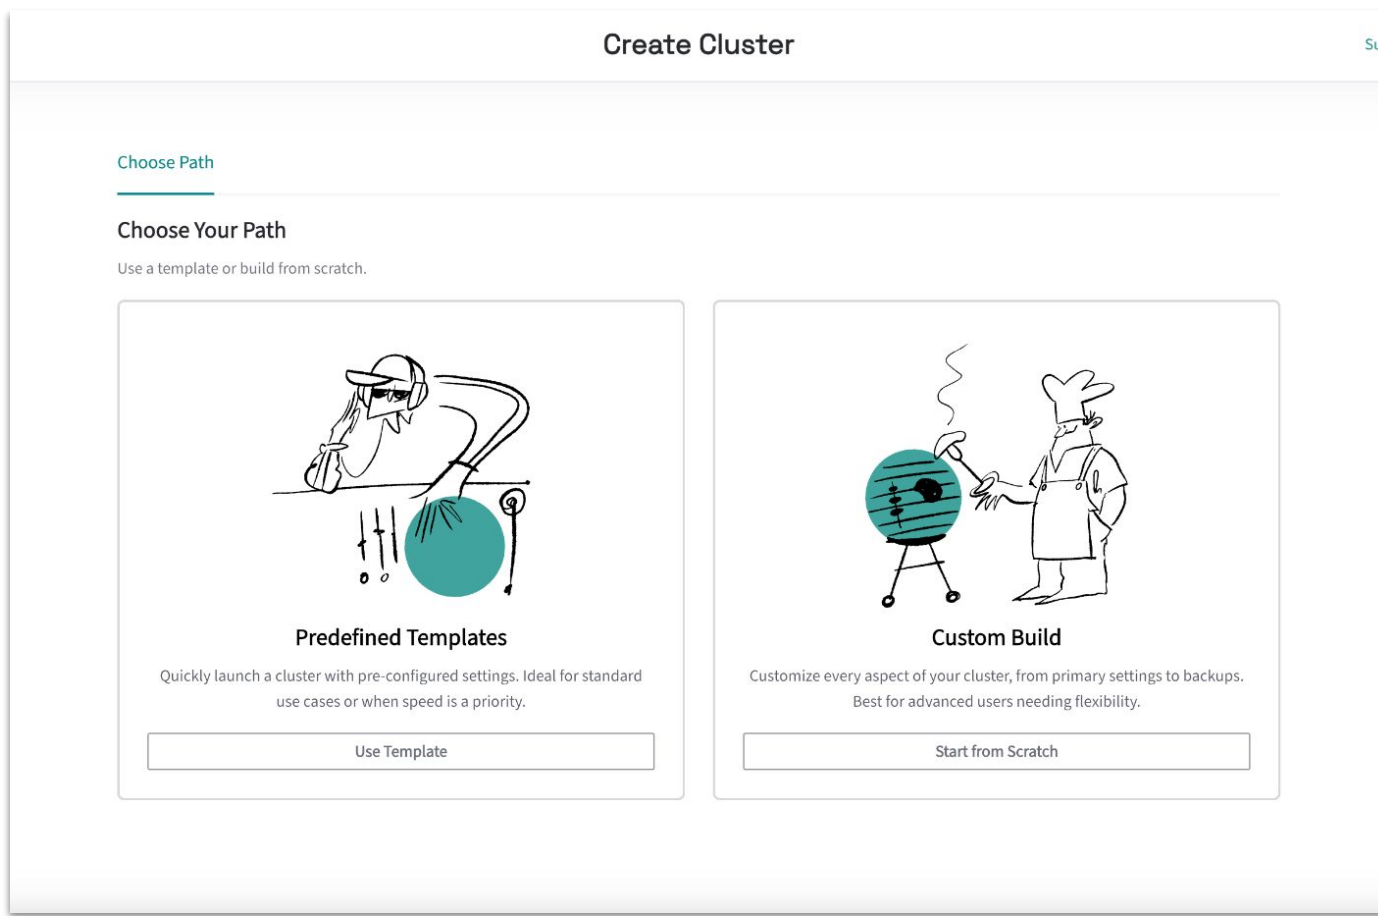 Create Cluster
Choose Path
Choose Your Path
Use a template or build from scratch.
Predefined Templates
Quickly launch a cluster with pre-configured settings. Ideal for standard
use cases or when speed is a priority.
Use Template
Custom Build
Customize every aspect of your cluster, from primary settings to backups.
Best for advanced users needing flexibility.
Start from Scratch